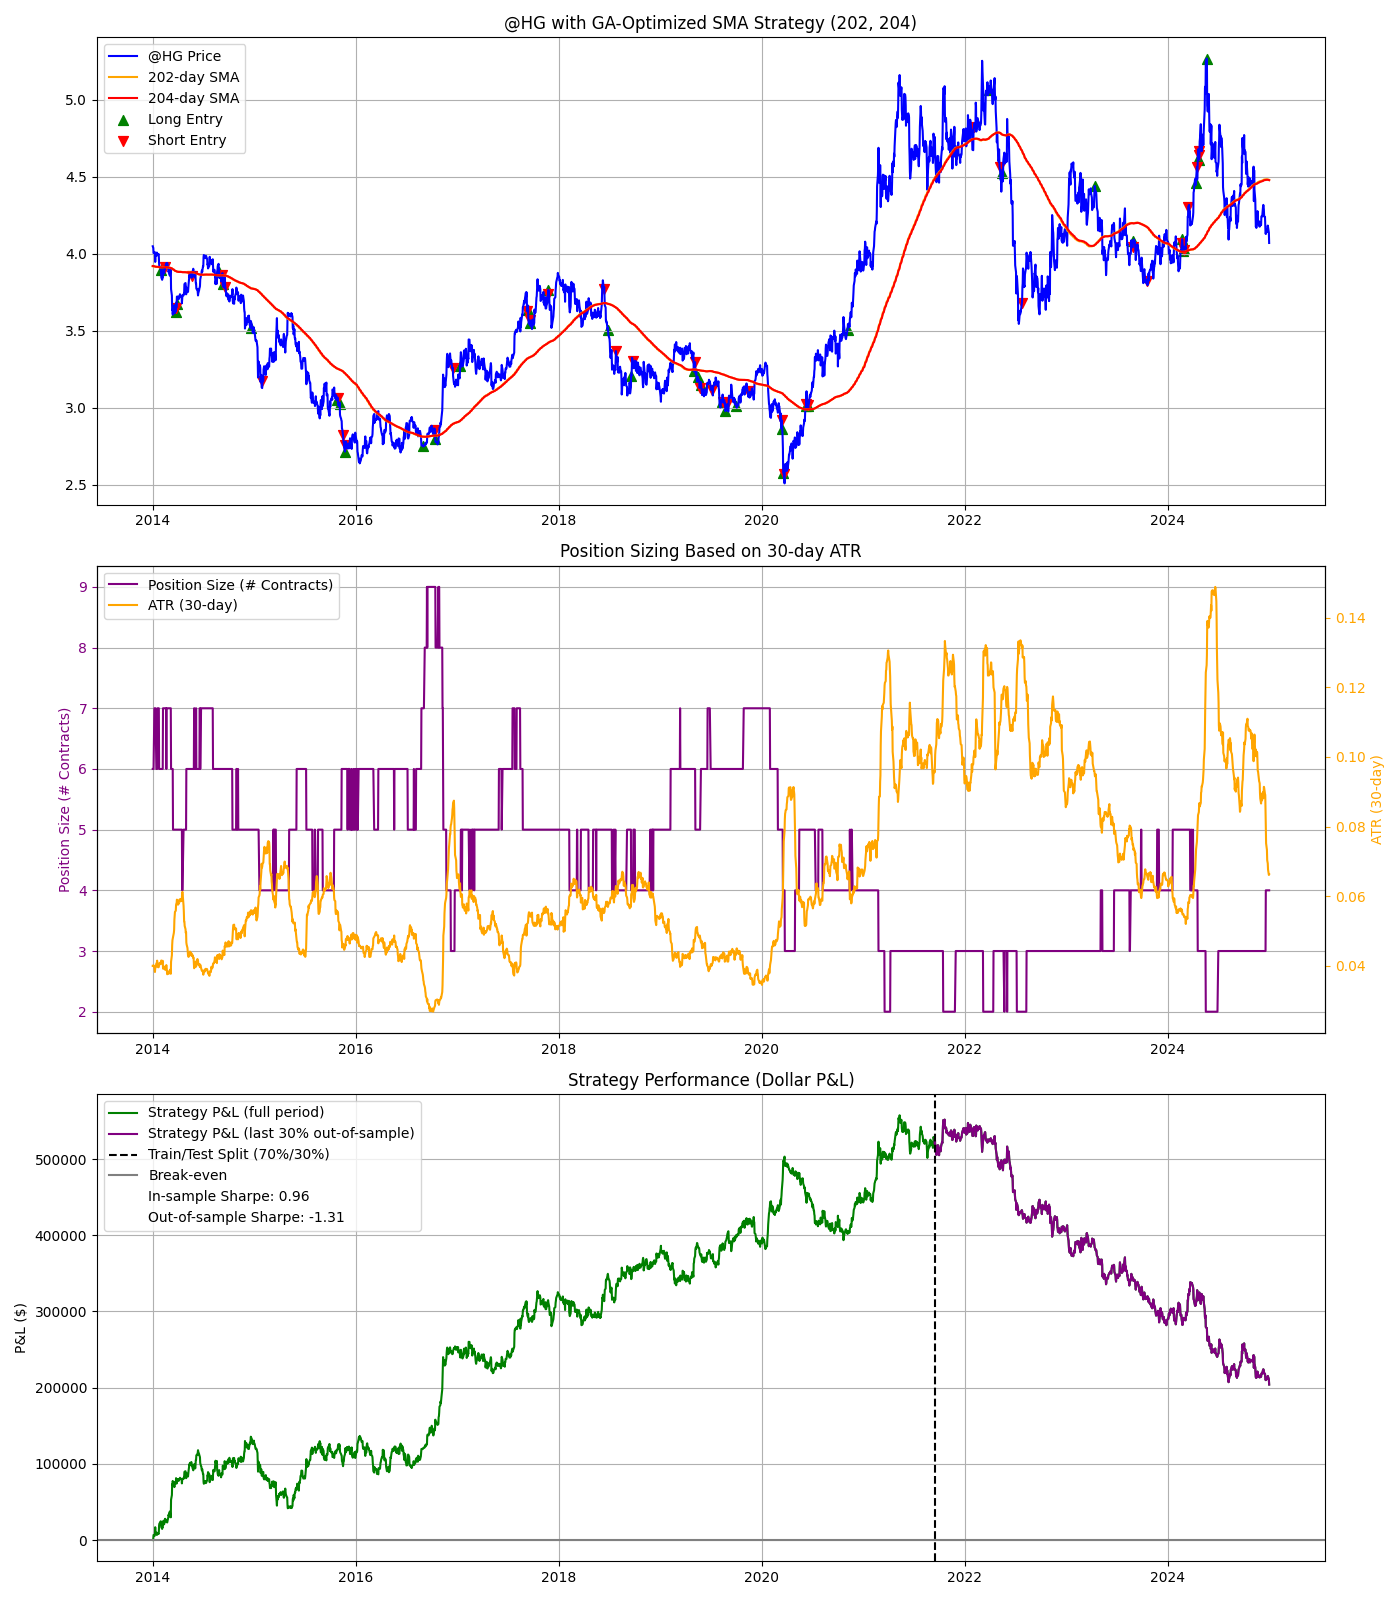 @HG with GA-Optimized SMA Strategy (202, 204)
@HG Price
202-day SMA
204-day SMA
Long Entry
Short Entry
5.0
4.5
4.0
3.5
3.0
2.5
2014 2016 2018 2020 2022 2024
Position Sizing Based on 30-day ATR
Position Size (# Contracts)
ATR (30-day)
Position Size (# Contracts)
9
8
7
6
5
4
3
2
0.14
0.12
0.10
0.08
0.06
0.04
ATR (30-day)
2014 2016 2018 2020 2022 2024
Strategy Performance (Dollar P&L)
Strategy P&L (full period)
Strategy P&L (last 30% out-of-sample)
Train/Test Split (70%/30%)
Break-even
In-sample Sharpe: 0.96
Out-of-sample Sharpe: -1.31
P&L ($)
500000
400000
300000
200000
100000
0
2014 2016 2018 2020 2022 2024